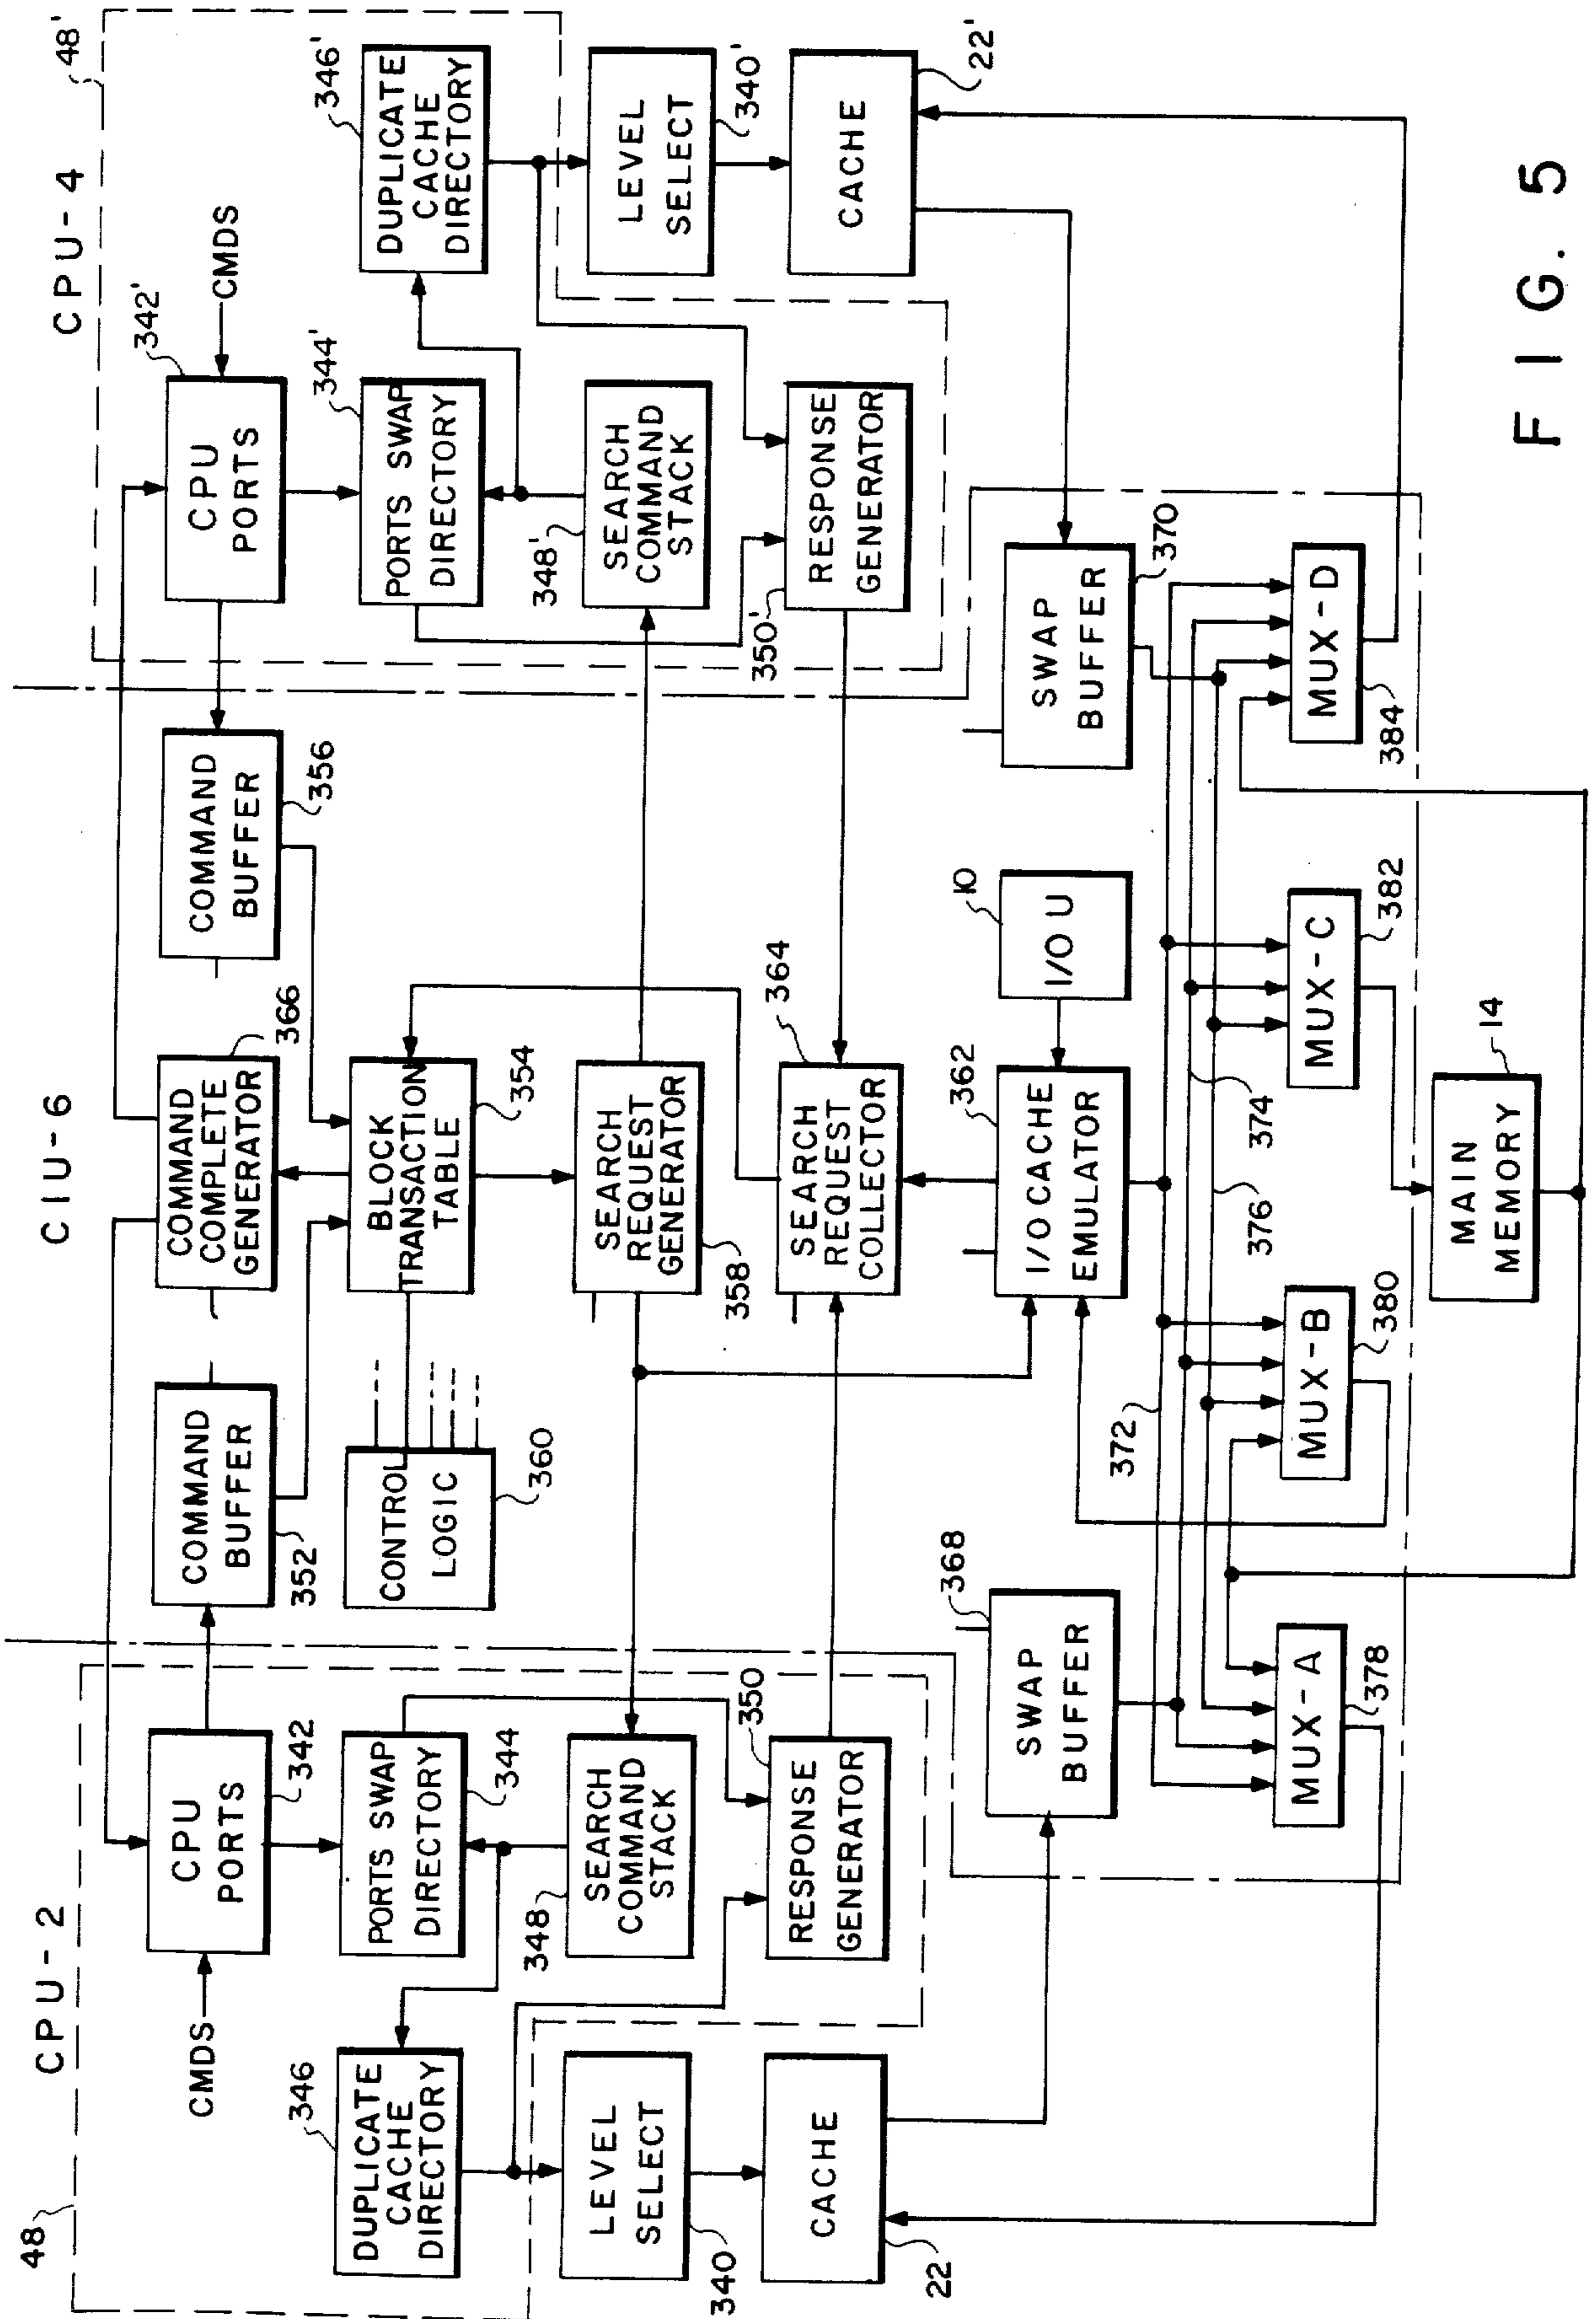 CPU-2
CIU-6
CPU-4
48
CMDS
CPU
PORTS
342
COMMAND
BUFFER
352
COMMAND
COMPLETE
GENERATOR
366
COMMAND
BUFFER
356
CPU
PORTS
342'
CMDS
48'
346
DUPLICATE
CACHE
DIRECTORY
PORTS SWAP
DIRECTORY
344
CONTROL
LOGIC
360
BLOCK
TRANSACTION
TABLE
354
PORTS SWAP
DIRECTORY
344'
DUPLICATE
CACHE
DIRECTORY
346'
LEVEL
SELECT
340
SEARCH
COMMAND
STACK
348
SEARCH
REQUEST
GENERATOR
358
SEARCH
COMMAND
STACK
348'
LEVEL
SELECT
340'
CACHE
22
RESPONSE
GENERATOR
350
SEARCH
REQUEST
COLLECTOR
364
RESPONSE
GENERATOR
350'
CACHE
22'
SWAP
BUFFER
368
I/O CACHE
EMULATOR
362
I/O U
10
SWAP
BUFFER
370
372
374
376
MUX-A
378
MUX-B
380
MUX-C
382
MUX-D
384
MAIN
MEMORY
14
FIG. 5